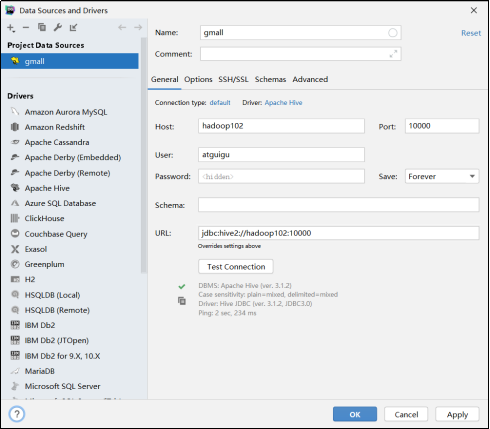 Data Sources and Drivers
Project Data Sources
gmall
Drivers
Amazon Aurora MySQL
Amazon Redshift
Apache Cassandra
Apache Derby (Embedded)
Apache Derby (Remote)
Apache Hive
Azure SQL Database
ClickHouse
Couchbase Query
Exasol
Greenplum
H2
HSQLDB (Local)
HSQLDB (Remote)
IBM Db2
IBM Db2 (JTOpen)
IBM Db2 for 9.X, 10.X
MariaDB
Microsoft SQL Server
Name: gmall Reset
Comment:
General Options SSH/SSL Schemas Advanced
Connection type: default Driver: Apache Hive
Host: hadoop102 Port: 10000
User: atguigu
Password: <hidden> Save: Forever
Schema:
URL: jdbc:hive2://hadoop102:10000
Overrides settings above
Test Connection
DBMS: Apache Hive (ver. 3.1.2)
Case sensitivity: plain=mixed, delimited=mixed
Driver: Hive JDBC (ver. 3.1.2, JDBC3.0)
Ping: 2 sec, 234 ms
? OK Cancel Apply